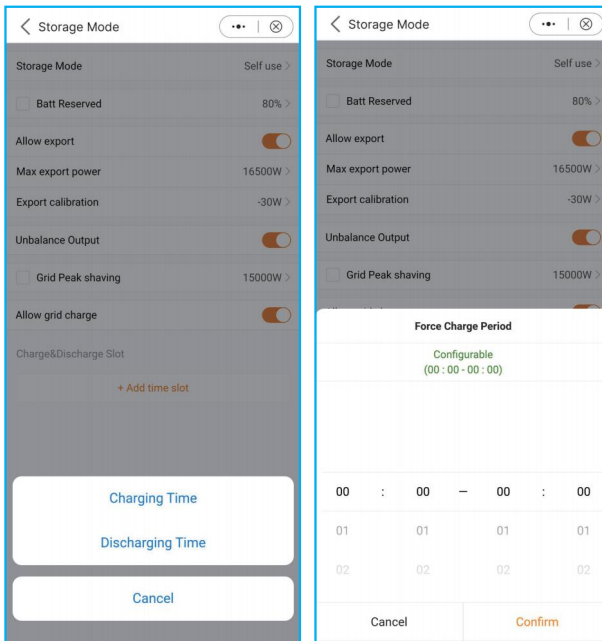 Storage Mode
Storage Mode Self use >
Batt Reserved 80% >
Allow export
Max export power 16500W >
Export calibration -30W >
Unbalance Output
Grid Peak shaving 15000W >
Allow grid charge
Charge&Discharge Slot
+ Add time slot
Charging Time
Discharging Time
Cancel
Storage Mode
Storage Mode Self use >
Batt Reserved 80% >
Allow export
Max export power 16500W >
Export calibration -30W >
Unbalance Output
Grid Peak shaving 15000W >
Force Charge Period
Configurable
(00 : 00 - 00 : 00)
00 : 00 – 00 : 00
01 01 01 01
02 02 02 02
Cancel Confirm